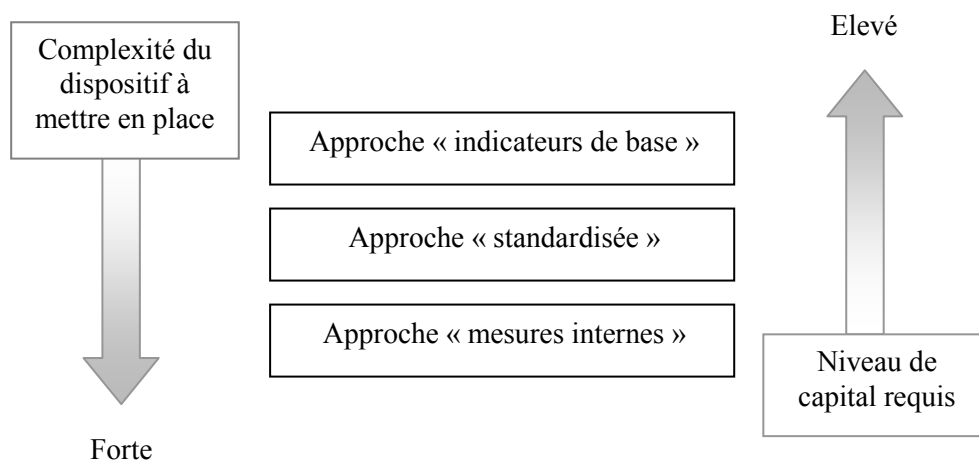 Complexité du
dispositif à
mettre en place
Elevé
Approche « indicateurs de base »
Approche « standardisée »
Approche « mesures internes »
Niveau de
capital requis
Forte